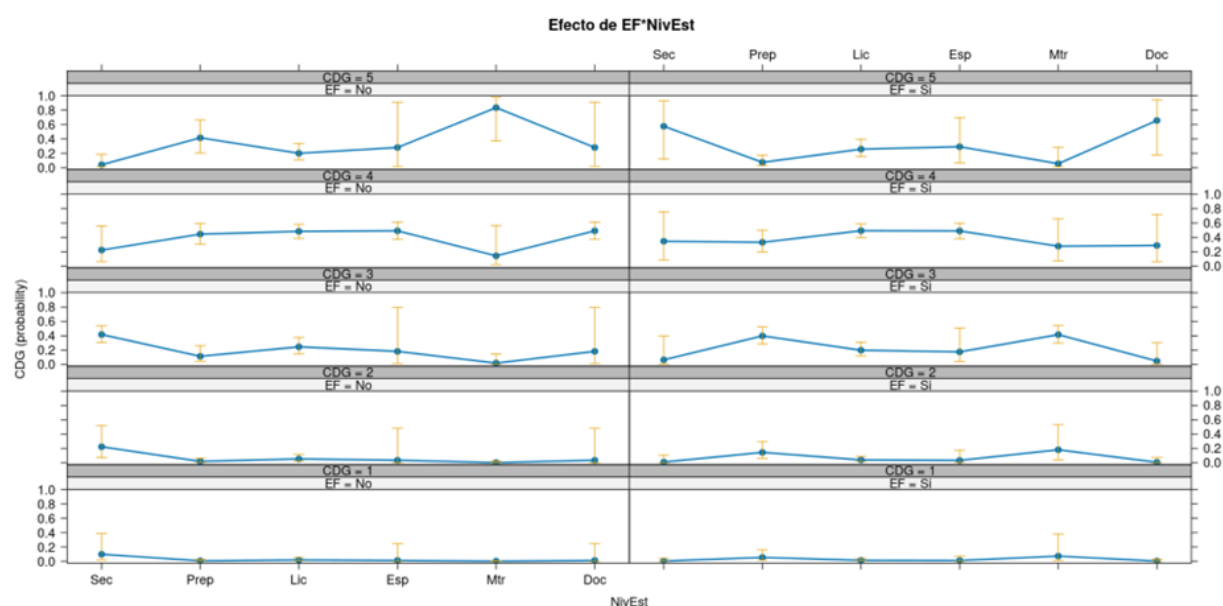 Efecto de EF*NivEst
Sec Prep Lic Esp Mtr Doc
CDG = 5 CDG = 5
EF = No EF = Si
1.0
0.8
0.6
0.4
0.2
0.0
CDG = 4 CDG = 4
EF = No EF = Si
1.0
0.8
0.6
0.4
0.2
0.0
CDG = 3 CDG = 3
EF = No EF = Si
1.0
0.8
0.6
0.4
0.2
0.0
CDG = 2 CDG = 2
EF = No EF = Si
1.0
0.8
0.6
0.4
0.2
0.0
CDG = 1 CDG = 1
EF = No EF = Si
1.0
0.8
0.6
0.4
0.2
0.0
CDG (probability)
Sec Prep Lic Esp Mtr Doc
NivEst